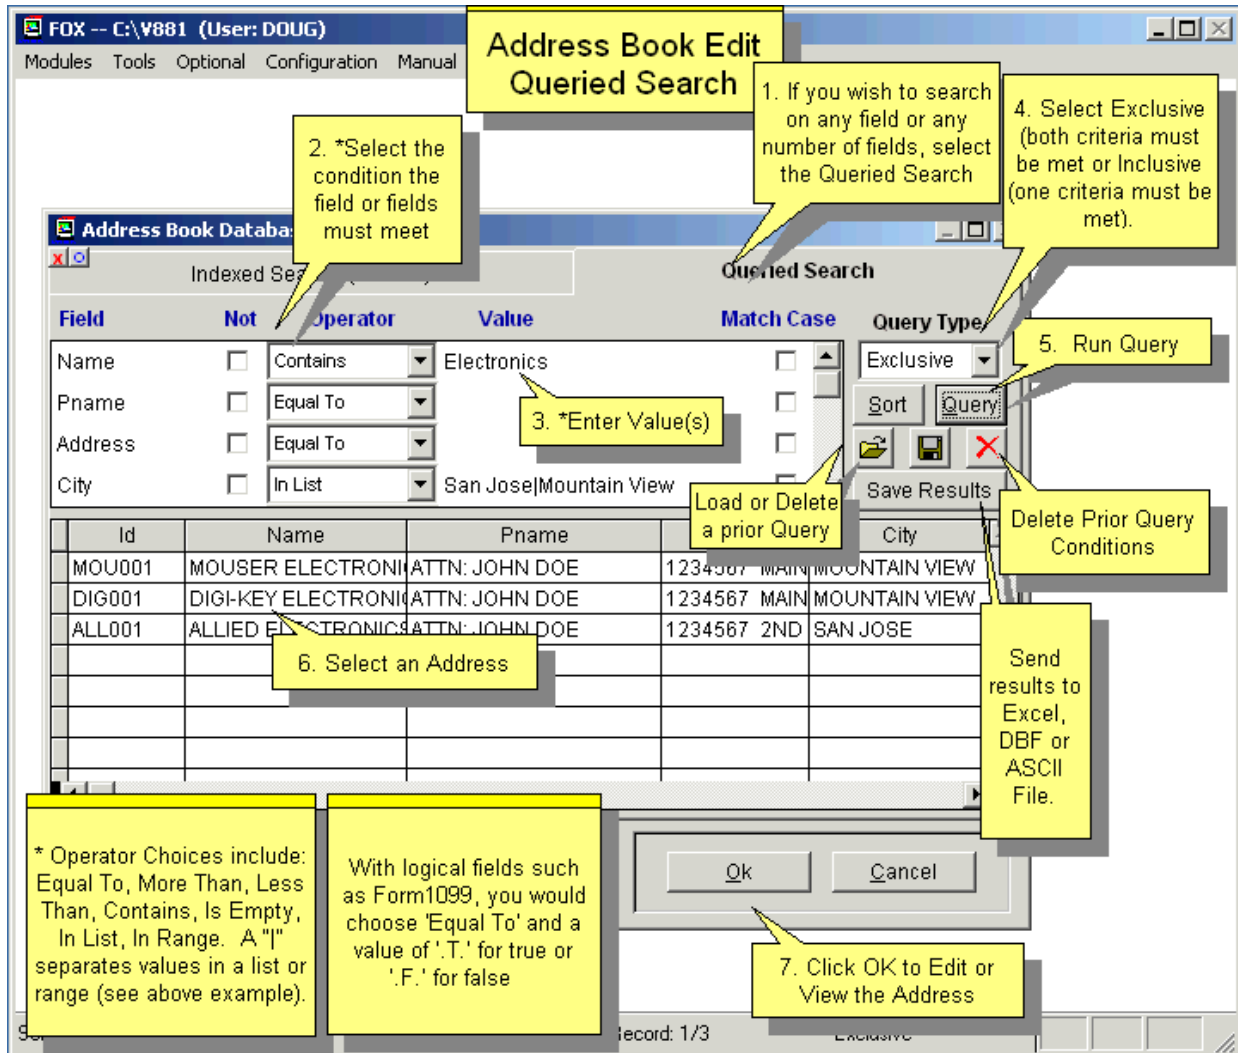 FOX -- C:\V881 (User: DOUG)
Address Book Edit
Queried Search
Modules Tools Optional Configuration Manual
1. If you wish to search
on any field or any
number of fields, select
the Queried Search
4. Select Exclusive
(both criteria must
be met or Inclusive
(one criteria must be
met).
2. *Select the
condition the
field or fields
must meet
Address Book
Indexed
Queried Search
Field Not Operator Value Match Case Query Type
Name Contains Electronics Exclusive
5. Run Query
Pname Equal To
Sort Query
3. *Enter Value(s)
Address Equal To
City In List San Jose|Mountain View
Save Results
Load or Delete
a prior Query
Delete Prior Query
Conditions
Id Name Pname City
MOU001 MOUSER ELECTRONI ATTN: JOHN DOE 1234567 MAIN MOUNTAIN VIEW
DIG001 DIGI-KEY ELECTRONI ATTN: JOHN DOE 1234567 MAIN MOUNTAIN VIEW
ALL001 ALLIED ELECTRONICS ATTN: JOHN DOE 1234567 2ND SAN JOSE
6. Select an Address
Send
results to
Excel,
DBF or
ASCII
File.
* Operator Choices include:
Equal To, More Than, Less
Than, Contains, Is Empty,
In List, In Range. A "|"
separates values in a list or
range (see above example).
With logical fields such
as Form1099, you would
choose 'Equal To' and a
value of '.T.' for true or
'.F.' for false
Ok Cancel
7. Click OK to Edit or
View the Address
ecord: 1/3 Exclusive